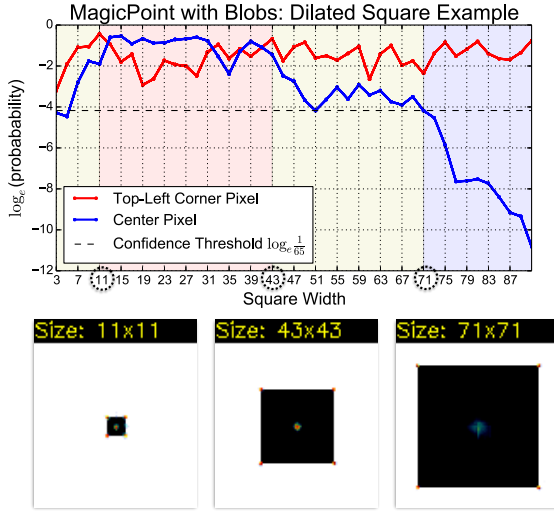 MagicPoint with Blobs: Dilated Square Example
0
−2
−4
−6
−8
−10
−12
log_e(probabability)
Top-Left Corner Pixel
Center Pixel
Confidence Threshold log_e 1/65
3 7 11 15 19 23 27 31 35 39 43 47 51 55 59 63 67 71 75 79 83 87
Square Width
Size: 11x11
Size: 43x43
Size: 71x71